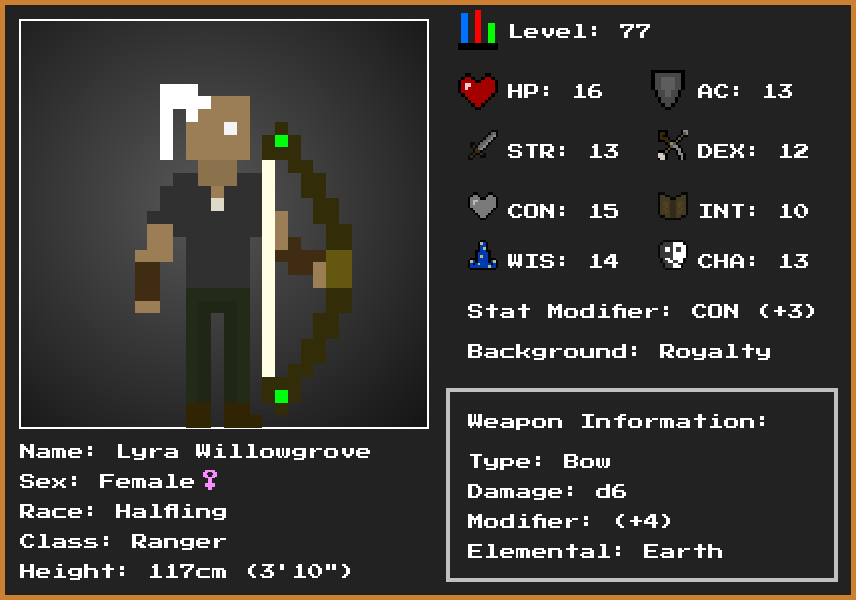 Level: 77
HP: 16 AC: 13
STR: 13 DEX: 12
CON: 15 INT: 10
WIS: 14 CHA: 13
Stat Modifier: CON (+3)
Background: Royalty
Weapon Information:
Type: Bow
Damage: d6
Modifier: (+4)
Elemental: Earth
Name: Lyra Willowgrove
Sex: Female♀
Race: Halfling
Class: Ranger
Height: 117cm (3'10")